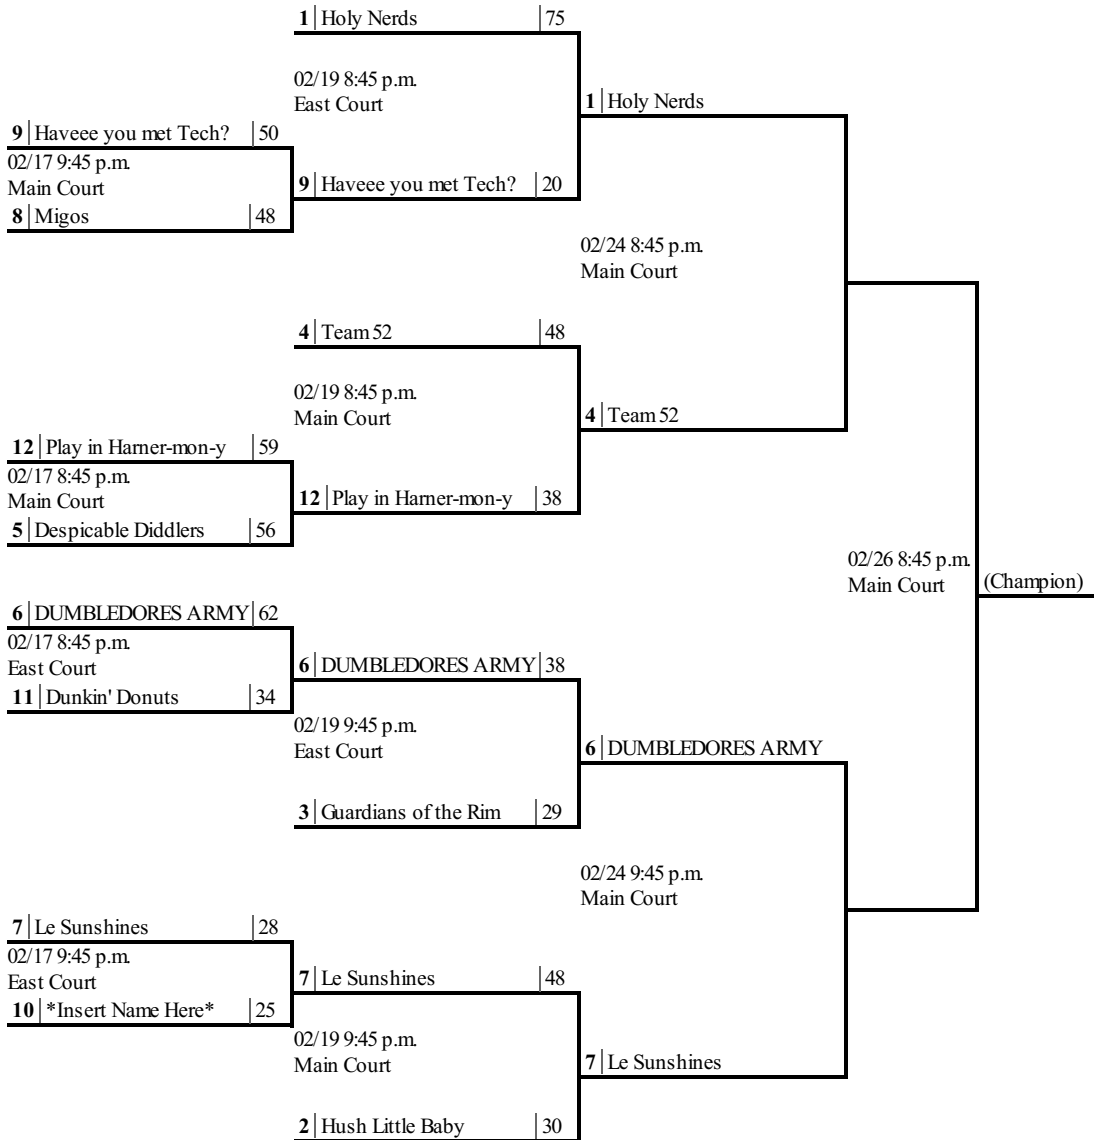 1 Holy Nerds 75
02/19 8:45 p.m.
East Court
1 Holy Nerds
9 Haveee you met Tech? 50
02/17 9:45 p.m.
Main Court
9 Haveee you met Tech? 20
8 Migos 48
02/24 8:45 p.m.
Main Court
4 Team 52 48
02/19 8:45 p.m.
Main Court
4 Team 52
12 Play in Harner-mon-y 59
02/17 8:45 p.m.
Main Court
12 Play in Harner-mon-y 38
5 Despicable Diddlers 56
02/26 8:45 p.m.
Main Court
(Champion)
6 DUMBLEDORES ARMY 62
02/17 8:45 p.m.
East Court
6 DUMBLEDORES ARMY 38
11 Dunkin' Donuts 34
02/19 9:45 p.m.
East Court
6 DUMBLEDORES ARMY
3 Guardians of the Rim 29
02/24 9:45 p.m.
Main Court
7 Le Sunshines 28
02/17 9:45 p.m.
East Court
7 Le Sunshines 48
10 *Insert Name Here* 25
02/19 9:45 p.m.
Main Court
7 Le Sunshines
2 Hush Little Baby 30